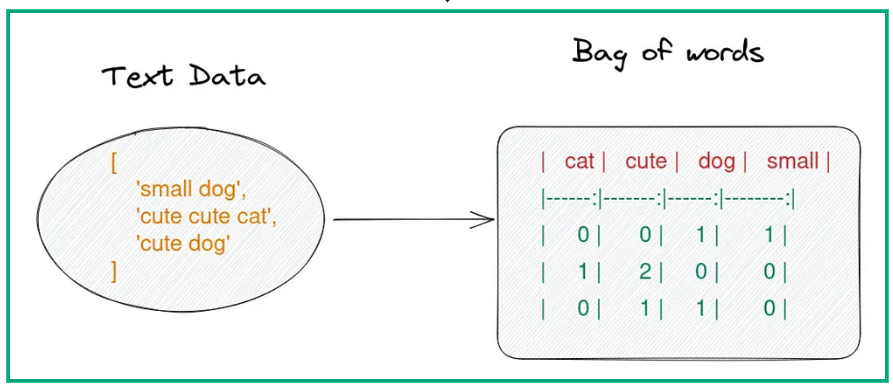 Text Data
[
'small dog',
'cute cute cat',
'cute dog'
]
Bag of words
| cat | cute | dog | small |
|------:|-------:|------:|--------:|
| 0 | 0 | 1 | 1 |
| 1 | 2 | 0 | 0 |
| 0 | 1 | 1 | 0 |